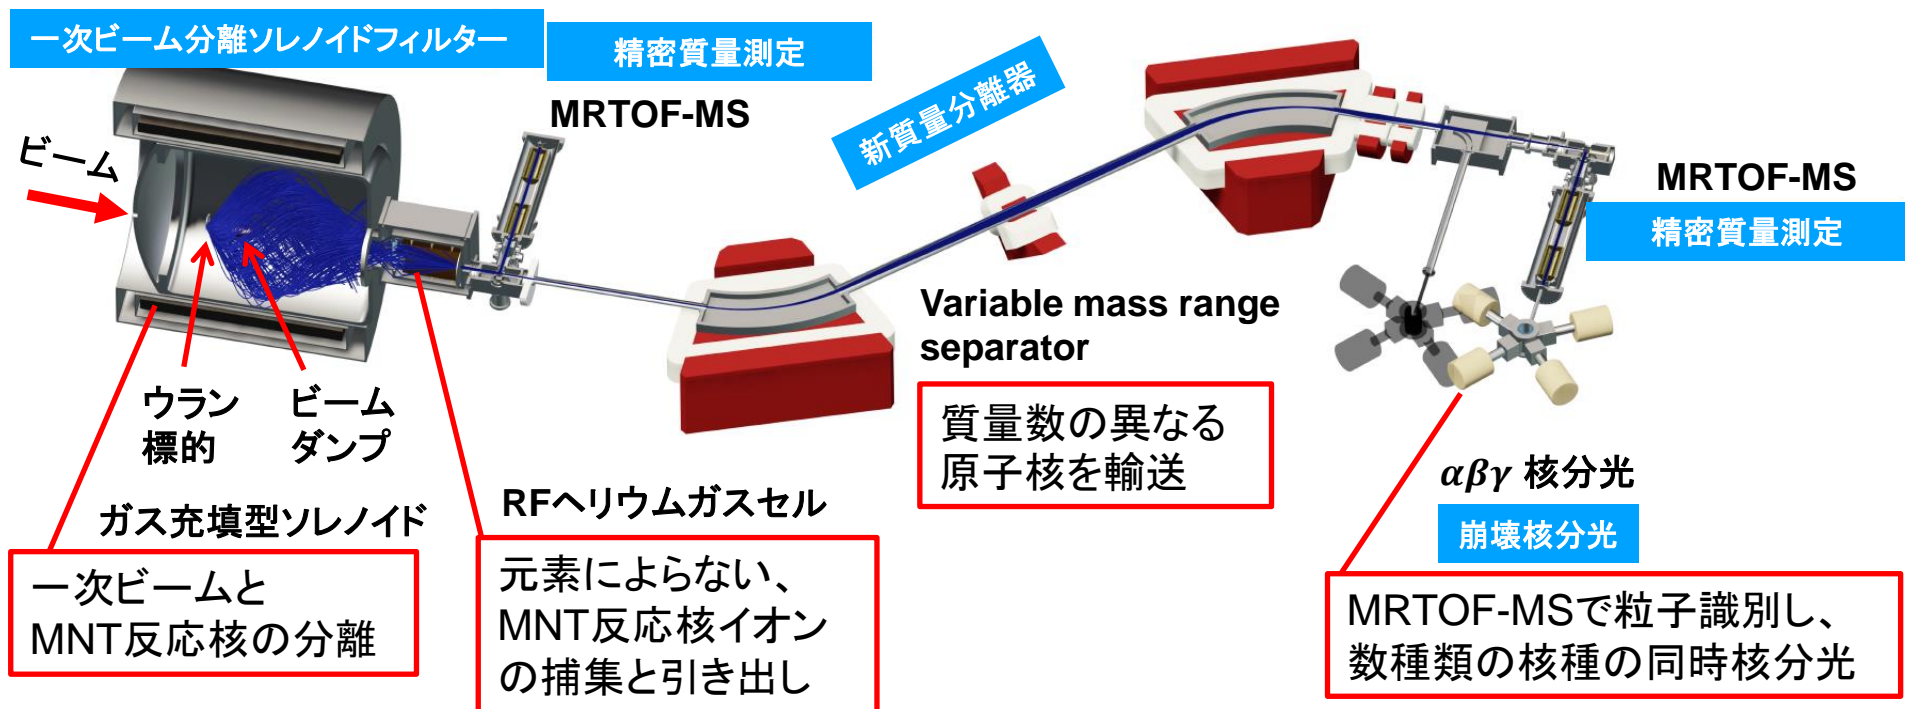 一次ビーム分離ソレノイドフィルター
精密質量測定
MRTOF-MS
ビーム
新質量分離器
MRTOF-MS
精密質量測定
Variable mass range
separator
質量数の異なる
原子核を輸送
ウラン
標的
ビーム
ダンプ
ガス充填型ソレノイド
一次ビームと
MNT反応核の分離
RFヘリウムガスセル
元素によらない、
MNT反応核イオン
の捕集と引き出し
αβγ 核分光
崩壊核分光
MRTOF-MSで粒子識別し、
数種類の核種の同時核分光